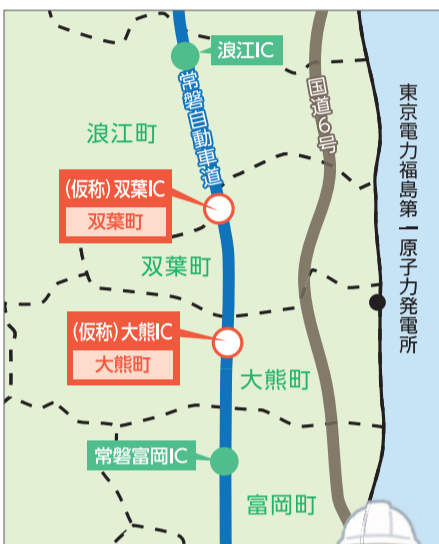 浪江IC
常磐自動車道
国道6号
浪江町
東京電力福島第一原子力発電所
(仮称)双葉IC
双葉町
双葉町
(仮称)大熊IC
大熊町
大熊町
常磐富岡IC
富岡町